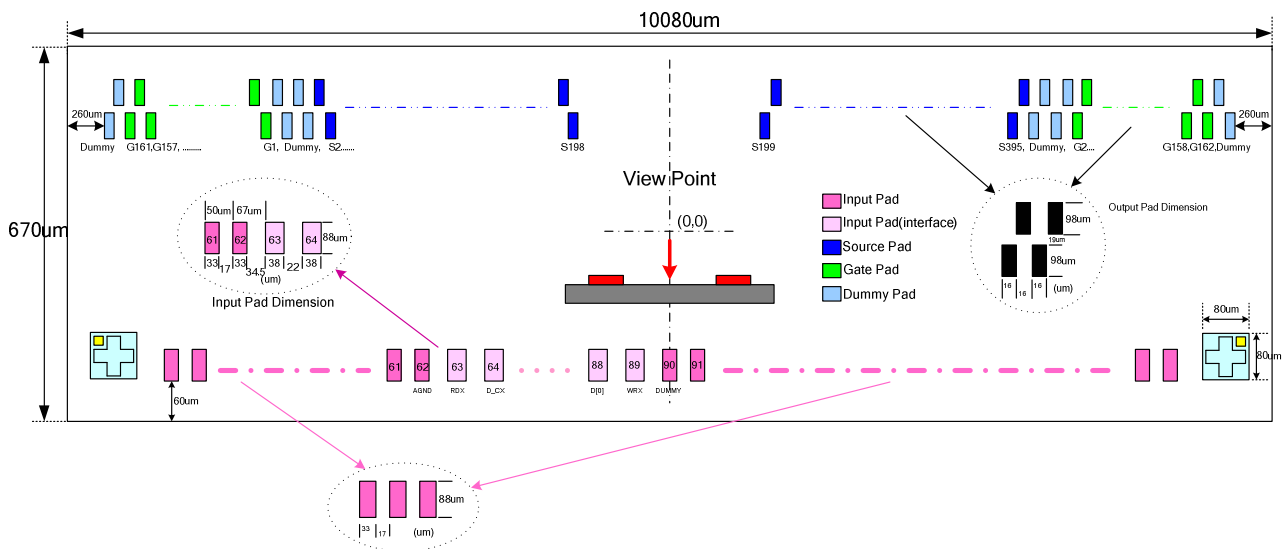 10080um
260um
260um
Dummy G161,G157, ........
G1, Dummy, S2......
S198
S199
S395, Dummy, G2....
G158,G162,Dummy
670um
View Point
(0,0)
Input Pad
Input Pad(interface)
Source Pad
Gate Pad
Dummy Pad
50um 67um
61 62 63 64
88um
33 17 33 34.5 38 22 38
(um)
Input Pad Dimension
Output Pad Dimension
98um
19um
98um
16 16 16 (um)
80um
80um
60um
61 62 63 64 88 89 90 91
AGND RDX D_CX D[0] WRX DUMMY
88um
33 17 (um)